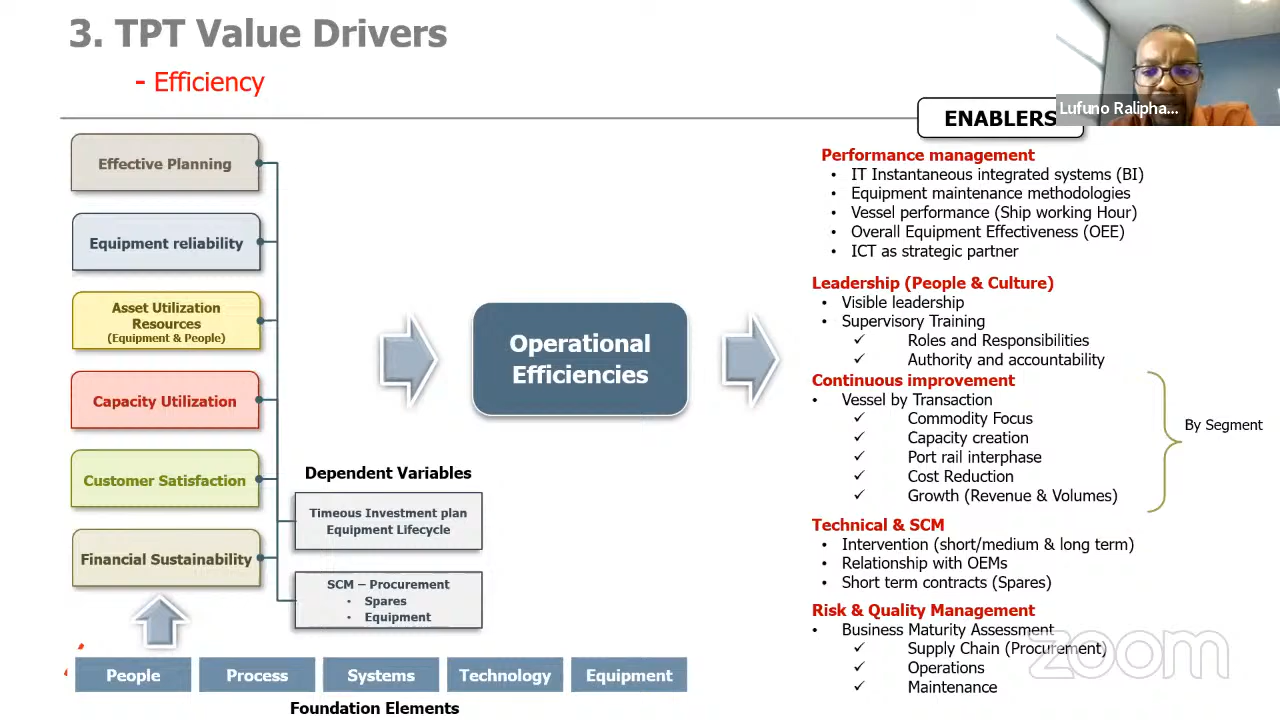 3. TPT Value Drivers
- Efficiency
Lufuno Ralipha...
ENABLERS
Effective Planning
Equipment reliability
Asset Utilization
Resources
(Equipment & People)
Capacity Utilization
Customer Satisfaction
Financial Sustainability
Dependent Variables
Timeous Investment plan
Equipment Lifecycle
SCM – Procurement
• Spares
• Equipment
People
Process
Systems
Technology
Equipment
Foundation Elements
Operational
Efficiencies
Performance management
• IT Instantaneous integrated systems (BI)
• Equipment maintenance methodologies
• Vessel performance (Ship working Hour)
• Overall Equipment Effectiveness (OEE)
• ICT as strategic partner
Leadership (People & Culture)
• Visible leadership
• Supervisory Training
✓ Roles and Responsibilities
✓ Authority and accountability
Continuous improvement
• Vessel by Transaction
✓ Commodity Focus
✓ Capacity creation
✓ Port rail interphase
✓ Cost Reduction
✓ Growth (Revenue & Volumes)
By Segment
Technical & SCM
• Intervention (short/medium & long term)
• Relationship with OEMs
• Short term contracts (Spares)
Risk & Quality Management
• Business Maturity Assessment
✓ Supply Chain (Procurement)
✓ Operations
✓ Maintenance
zoom